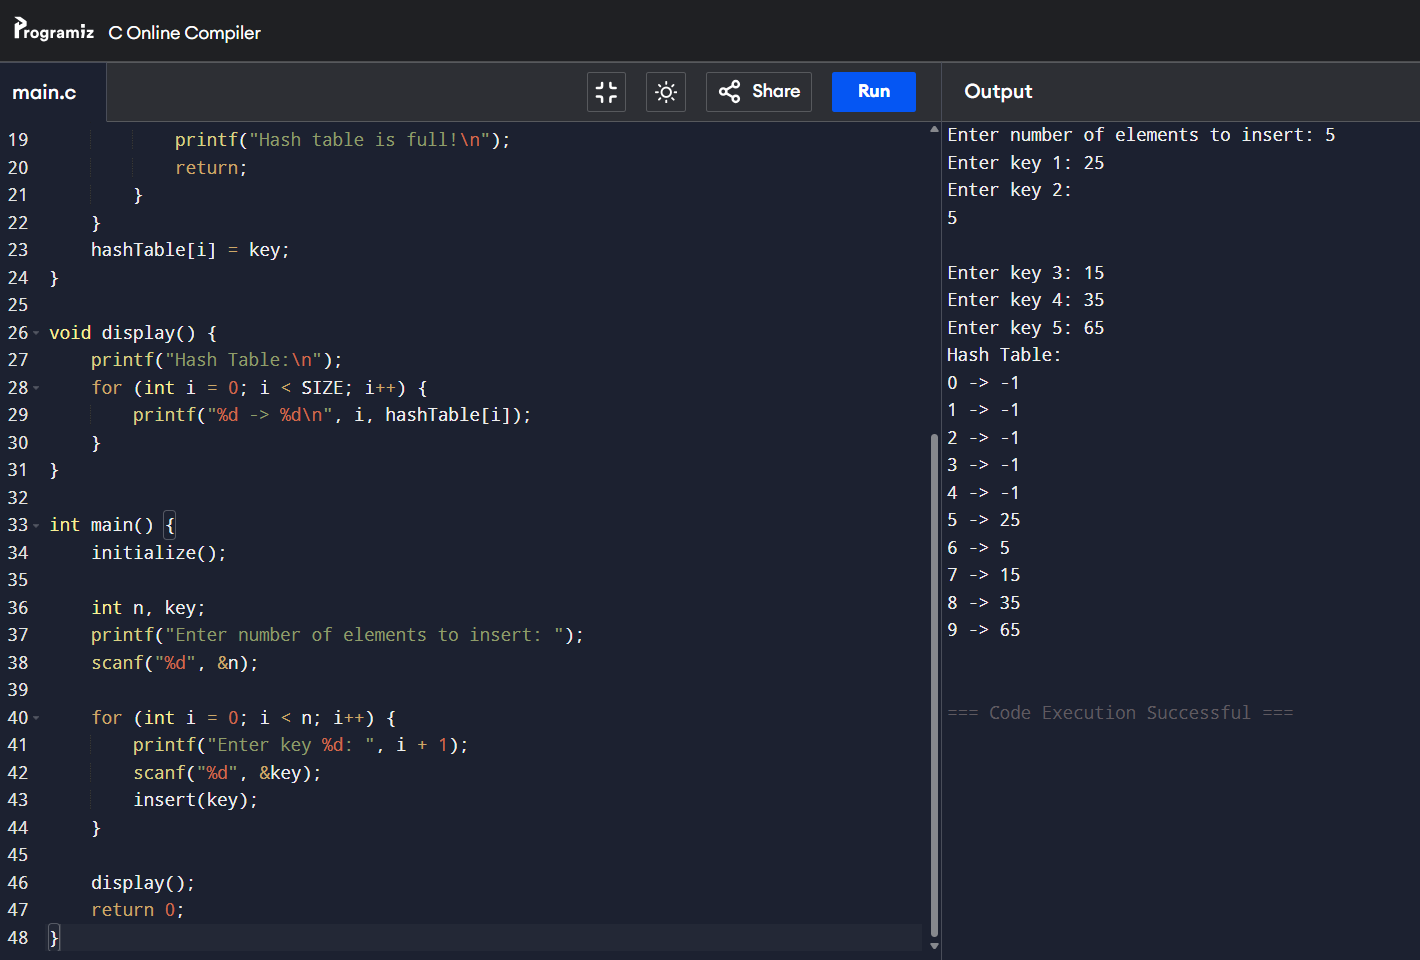 Programiz C Online Compiler
main.c
Share
Run
Output
19 printf("Hash table is full!\n");
20 return;
21 }
22 }
23 hashTable[i] = key;
24 }
25
26 void display() {
27 printf("Hash Table:\n");
28 for (int i = 0; i < SIZE; i++) {
29 printf("%d -> %d\n", i, hashTable[i]);
30 }
31 }
32
33 int main() {
34 initialize();
35
36 int n, key;
37 printf("Enter number of elements to insert: ");
38 scanf("%d", &n);
39
40 for (int i = 0; i < n; i++) {
41 printf("Enter key %d: ", i + 1);
42 scanf("%d", &key);
43 insert(key);
44 }
45
46 display();
47 return 0;
48 }
Enter number of elements to insert: 5
Enter key 1: 25
Enter key 2:
5
Enter key 3: 15
Enter key 4: 35
Enter key 5: 65
Hash Table:
0 -> -1
1 -> -1
2 -> -1
3 -> -1
4 -> -1
5 -> 25
6 -> 5
7 -> 15
8 -> 35
9 -> 65
=== Code Execution Successful ===